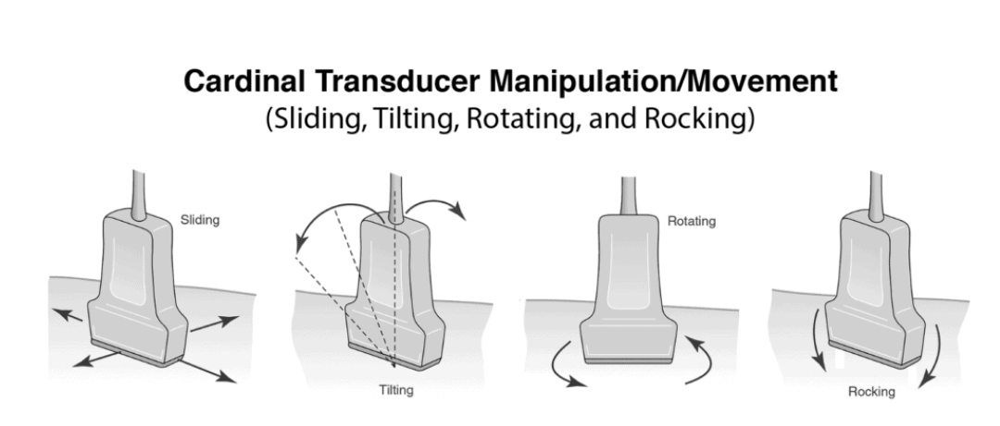 Cardinal Transducer Manipulation/Movement
(Sliding, Tilting, Rotating, and Rocking)
Sliding
Tilting
Rotating
Rocking